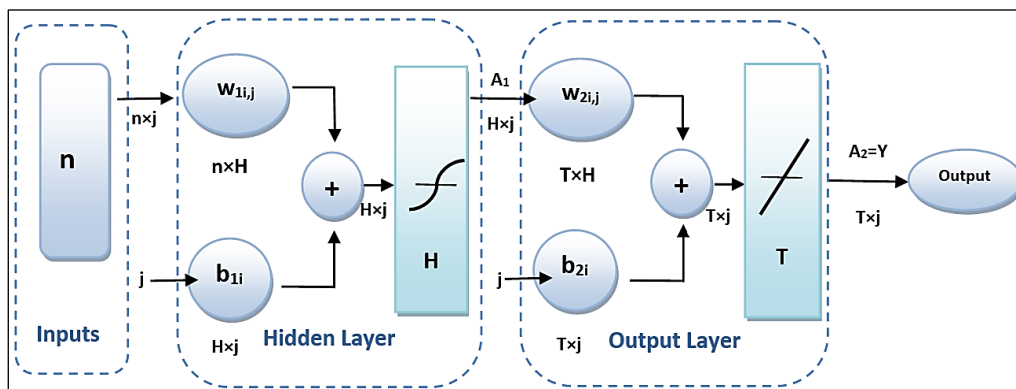 n
Inputs
n×j
j
w1i,j
n×H
b1i
H×j
+
H×j
H
Hidden Layer
A1
H×j
j
w2i,j
T×H
b2i
T×j
+
T×j
T
Output Layer
A2=Y
T×j
Output